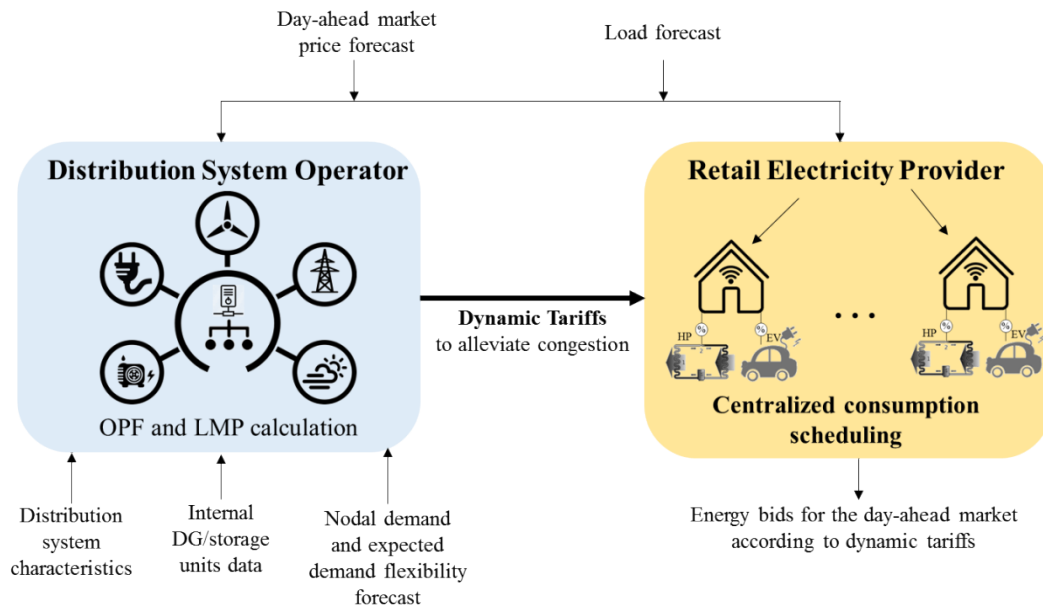 Day-ahead market
price forecast
Load forecast
Distribution System Operator
Retail Electricity Provider
Dynamic Tariffs
to alleviate congestion
...
%
%
%
%
HP
EV
HP
EV
OPF and LMP calculation
Centralized consumption
scheduling
Distribution
system
characteristics
Internal
DG/storage
units data
Nodal demand
and expected
demand flexibility
forecast
Energy bids for the day-ahead market
according to dynamic tariffs